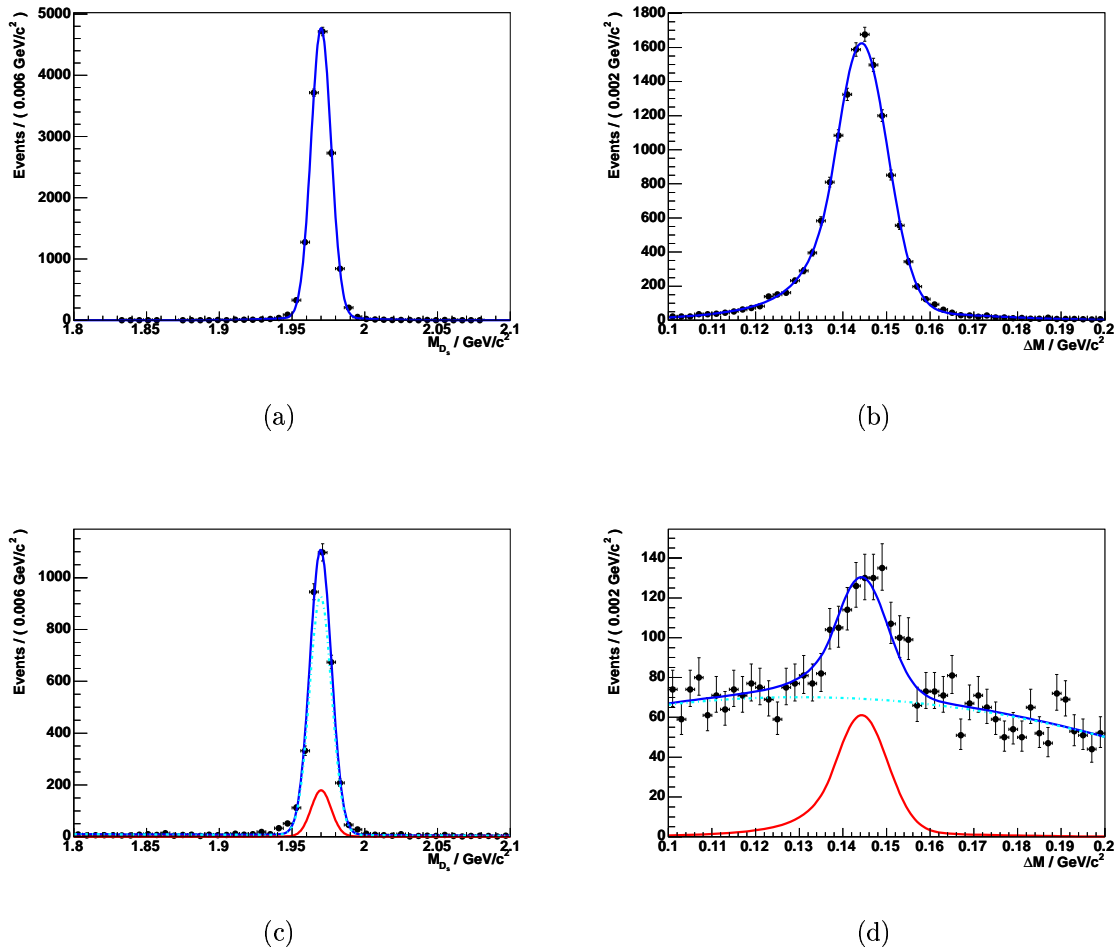 Events / ( 0.006 GeV/c²)
5000
4000
3000
2000
1000
0
1.8 1.85 1.9 1.95 2 2.05 2.1
M_{D_s} / GeV/c²
(a)
Events / ( 0.002 GeV/c²)
1800
1600
1400
1200
1000
800
600
400
200
0
0.1 0.11 0.12 0.13 0.14 0.15 0.16 0.17 0.18 0.19 0.2
ΔM / GeV/c²
(b)
Events / ( 0.006 GeV/c²)
1000
800
600
400
200
0
1.8 1.85 1.9 1.95 2 2.05 2.1
M_{D_s} / GeV/c²
(c)
Events / ( 0.002 GeV/c²)
140
120
100
80
60
40
20
0
0.1 0.11 0.12 0.13 0.14 0.15 0.16 0.17 0.18 0.19 0.2
ΔM / GeV/c²
(d)